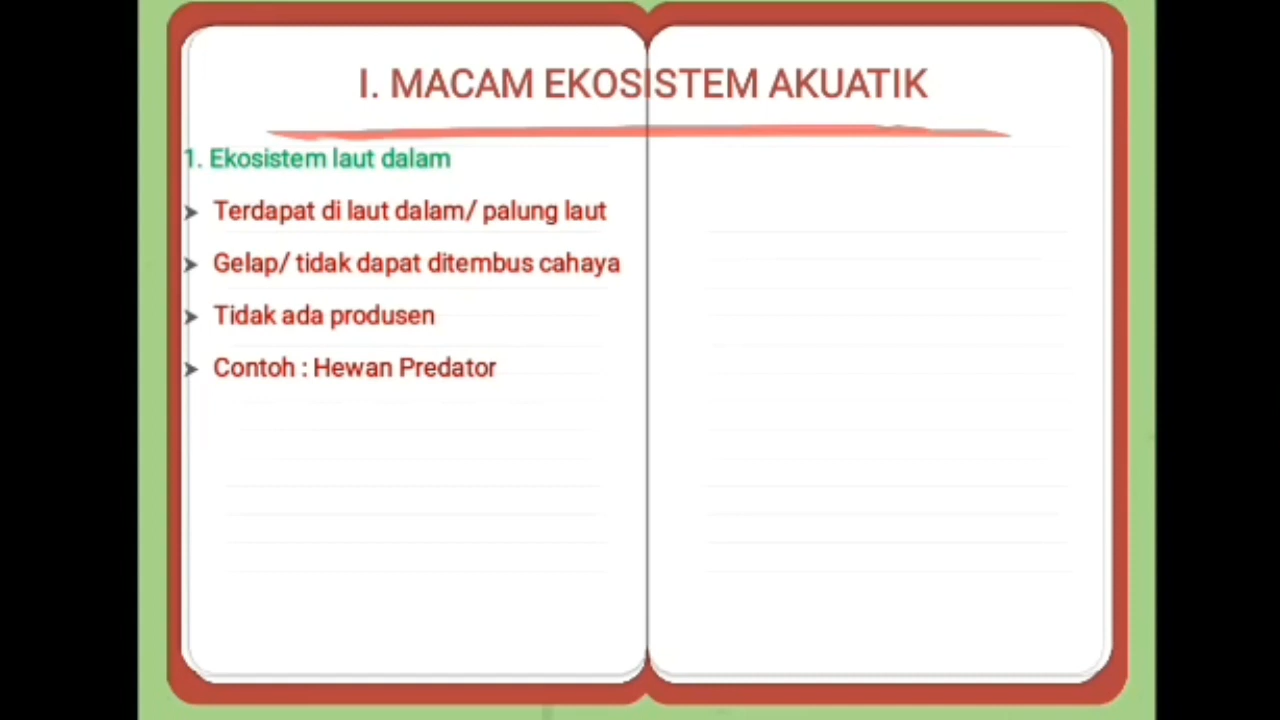 I. MACAM EKOSISTEM AKUATIK
1. Ekosistem laut dalam
➤ Terdapat di laut dalam/ palung laut
➤ Gelap/ tidak dapat ditembus cahaya
➤ Tidak ada produsen
➤ Contoh : Hewan Predator